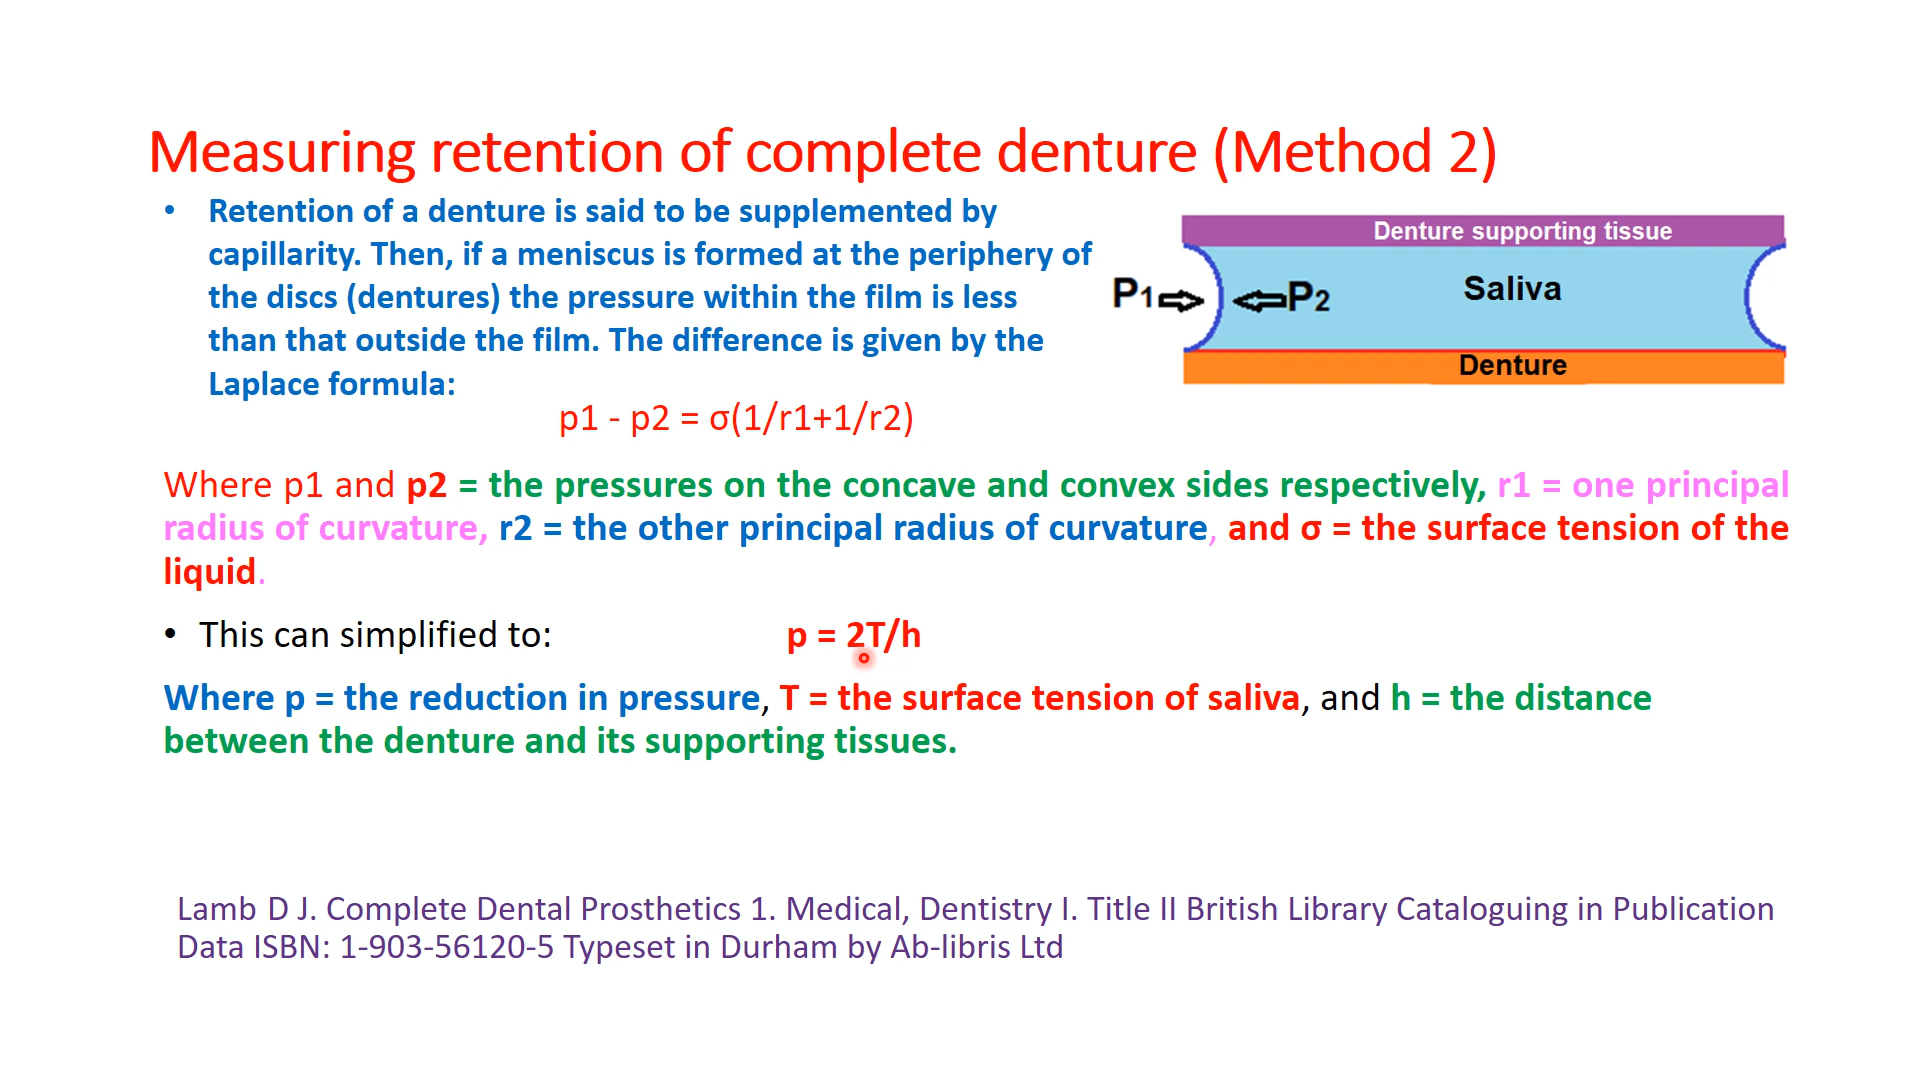 Measuring retention of complete denture (Method 2)
• Retention of a denture is said to be supplemented by
capillarity. Then, if a meniscus is formed at the periphery of
the discs (dentures) the pressure within the film is less
than that outside the film. The difference is given by the
Laplace formula:
p1 - p2 = σ(1/r1+1/r2)
Denture supporting tissue
P1
P2
Saliva
Denture
Where p1 and p2 = the pressures on the concave and convex sides respectively, r1 = one principal
radius of curvature, r2 = the other principal radius of curvature, and σ = the surface tension of the
liquid.
• This can simplified to: p = 2T/h
Where p = the reduction in pressure, T = the surface tension of saliva, and h = the distance
between the denture and its supporting tissues.
Lamb D J. Complete Dental Prosthetics 1. Medical, Dentistry I. Title II British Library Cataloguing in Publication
Data ISBN: 1-903-56120-5 Typeset in Durham by Ab-libris Ltd